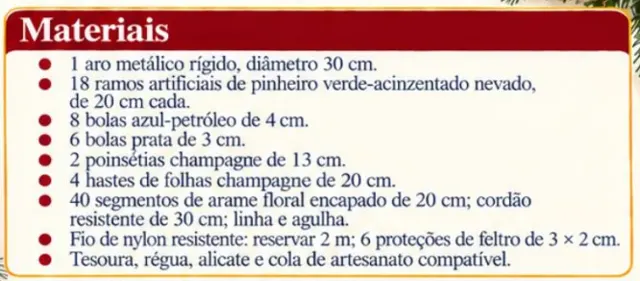 Materiais
● 1 aro metálico rígido, diâmetro 30 cm.
● 18 ramos artificiais de pinheiro verde-acinzentado nevado,
de 20 cm cada.
● 8 bolas azul-petróleo de 4 cm.
● 6 bolas prata de 3 cm.
● 2 poinsétias champagne de 13 cm.
● 4 hastes de folhas champagne de 20 cm.
● 40 segmentos de arame floral encapado de 20 cm; cordão
resistente de 30 cm; linha e agulha.
● Fio de nylon resistente: reservar 2 m; 6 proteções de feltro de 3 × 2 cm.
● Tesoura, régua, alicate e cola de artesanato compatível.